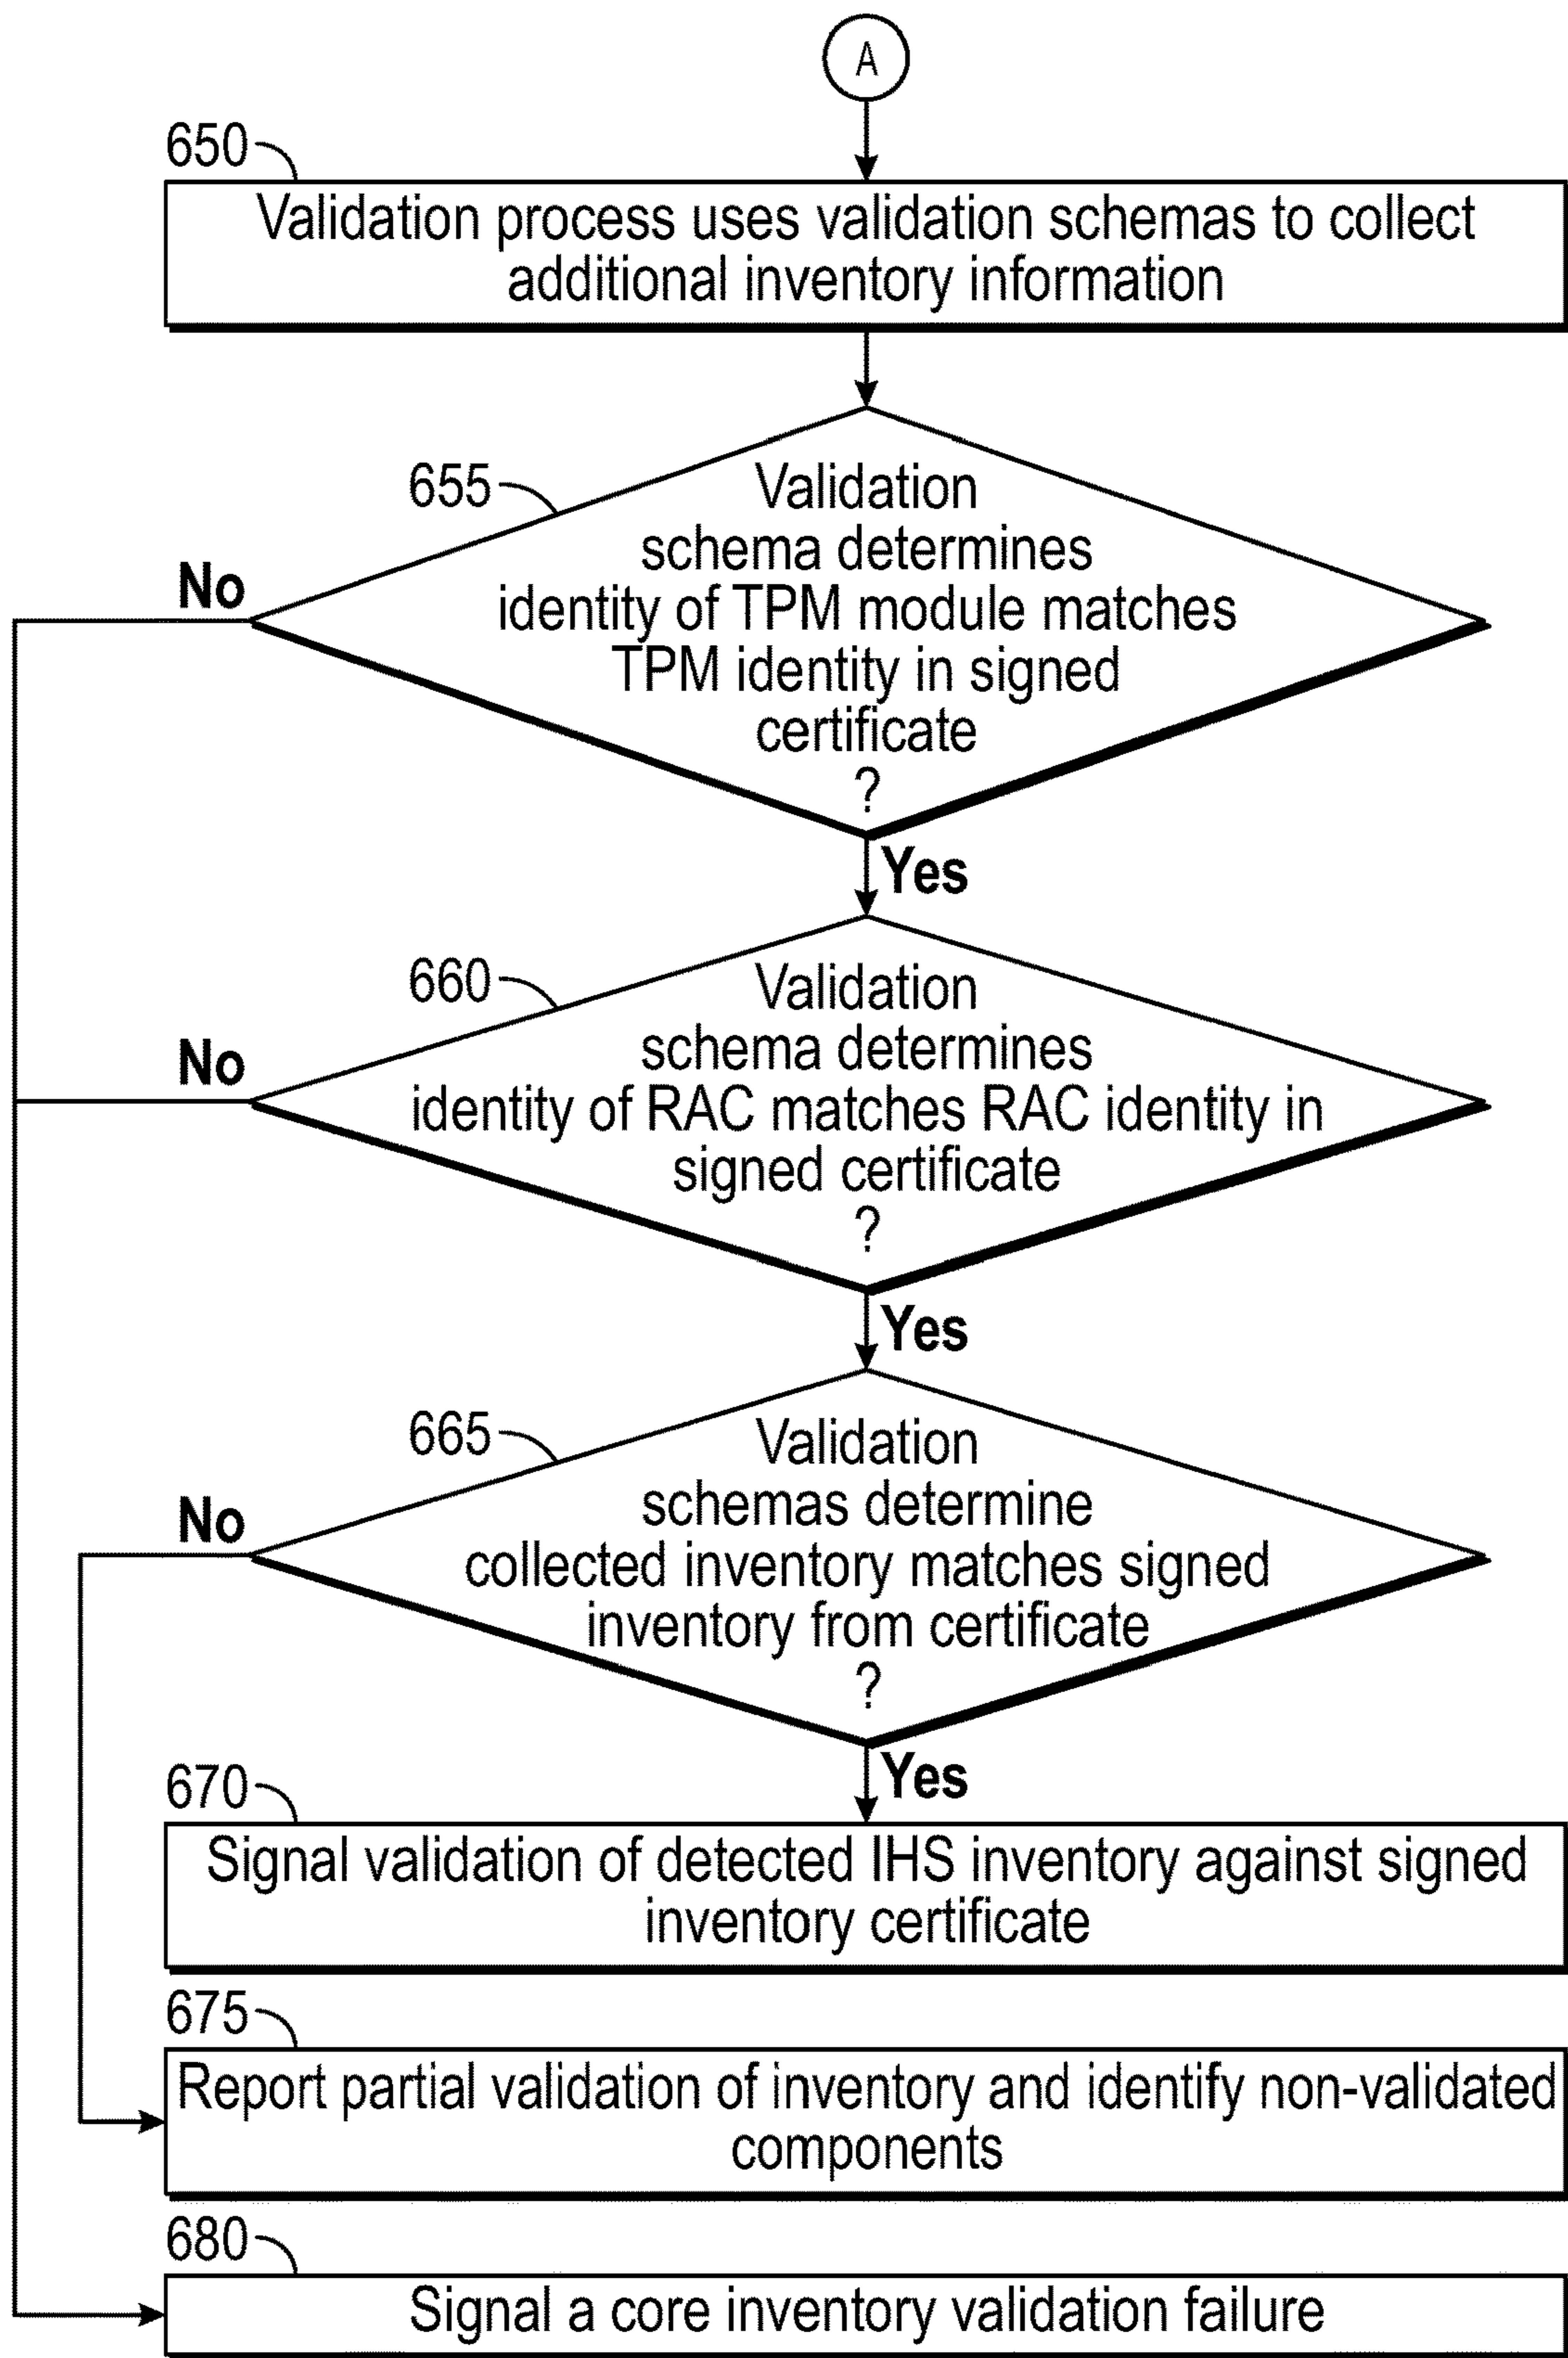 A
650
Validation process uses validation schemas to collect
additional inventory information
655
Validation
schema determines
identity of TPM module matches
TPM identity in signed
certificate
?
No
Yes
660
Validation
schema determines
identity of RAC matches RAC identity in
signed certificate
?
No
Yes
665
Validation
schemas determine
collected inventory matches signed
inventory from certificate
?
No
Yes
670
Signal validation of detected IHS inventory against signed
inventory certificate
675
Report partial validation of inventory and identify non-validated
components
680
Signal a core inventory validation failure